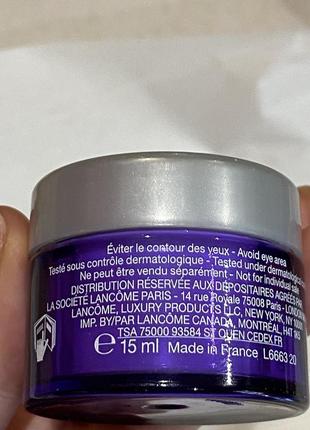 Éviter le contour des yeux - Avoid eye area
Testé sous contrôle dermatologique - Tested under dermatological
Ne peut être vendu séparément - Not for individual
DISTRIBUTION RÉSERVÉE AUX DÉPOSITAIRES AGRÉÉS PAR
LA SOCIÉTÉ LANCÔME PARIS - 14 rue Royale 75008 Paris - LONDON
LANCÔME, LUXURY PRODUCTS LLC, NEW YORK, NY
IMP. BY/PAR LANCÔME CANADA, MONTRÉAL, H4T
TSA 75000 93584 ST OUEN CEDEX FR
e 15 ml Made in France L6663 20